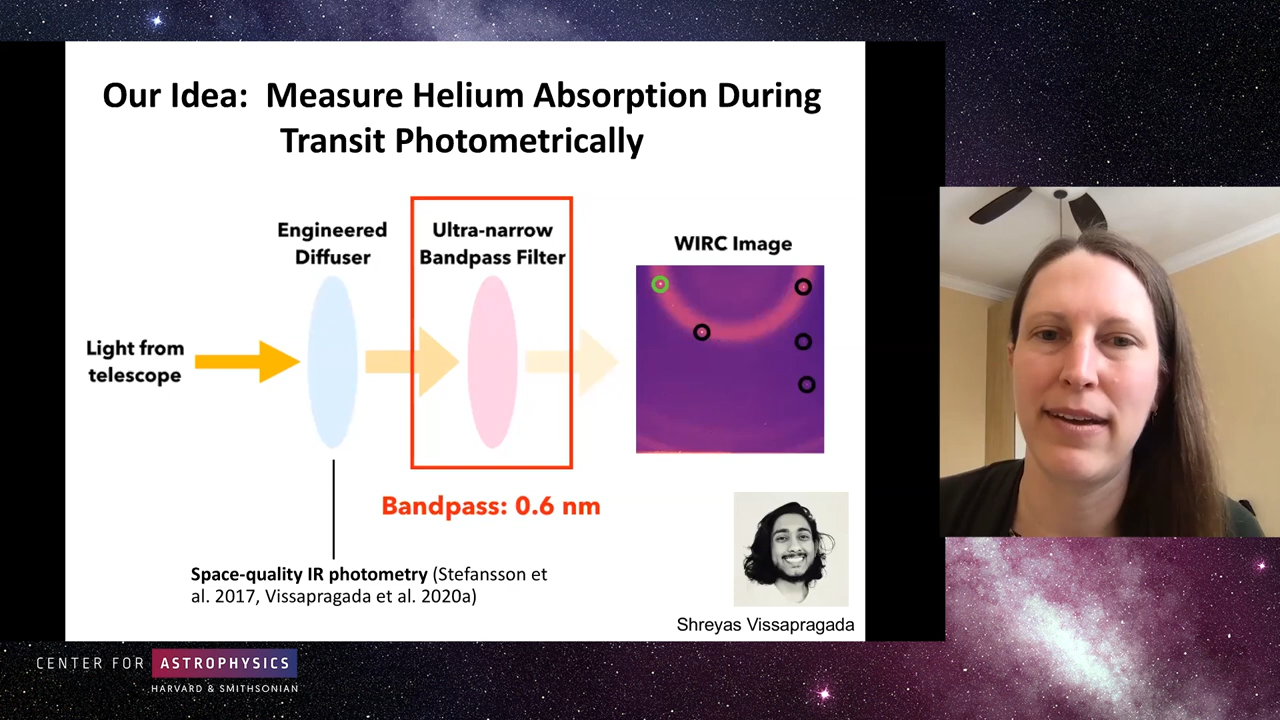 Our Idea:  Measure Helium Absorption During
Transit Photometrically
Engineered
Diffuser
Ultra-narrow
Bandpass Filter
WIRC Image
Light from
telescope
Bandpass: 0.6 nm
Space-quality IR photometry (Stefansson et
al. 2017, Vissapragada et al. 2020a)
Shreyas Vissapragada
CENTER FOR ASTROPHYSICS
HARVARD & SMITHSONIAN